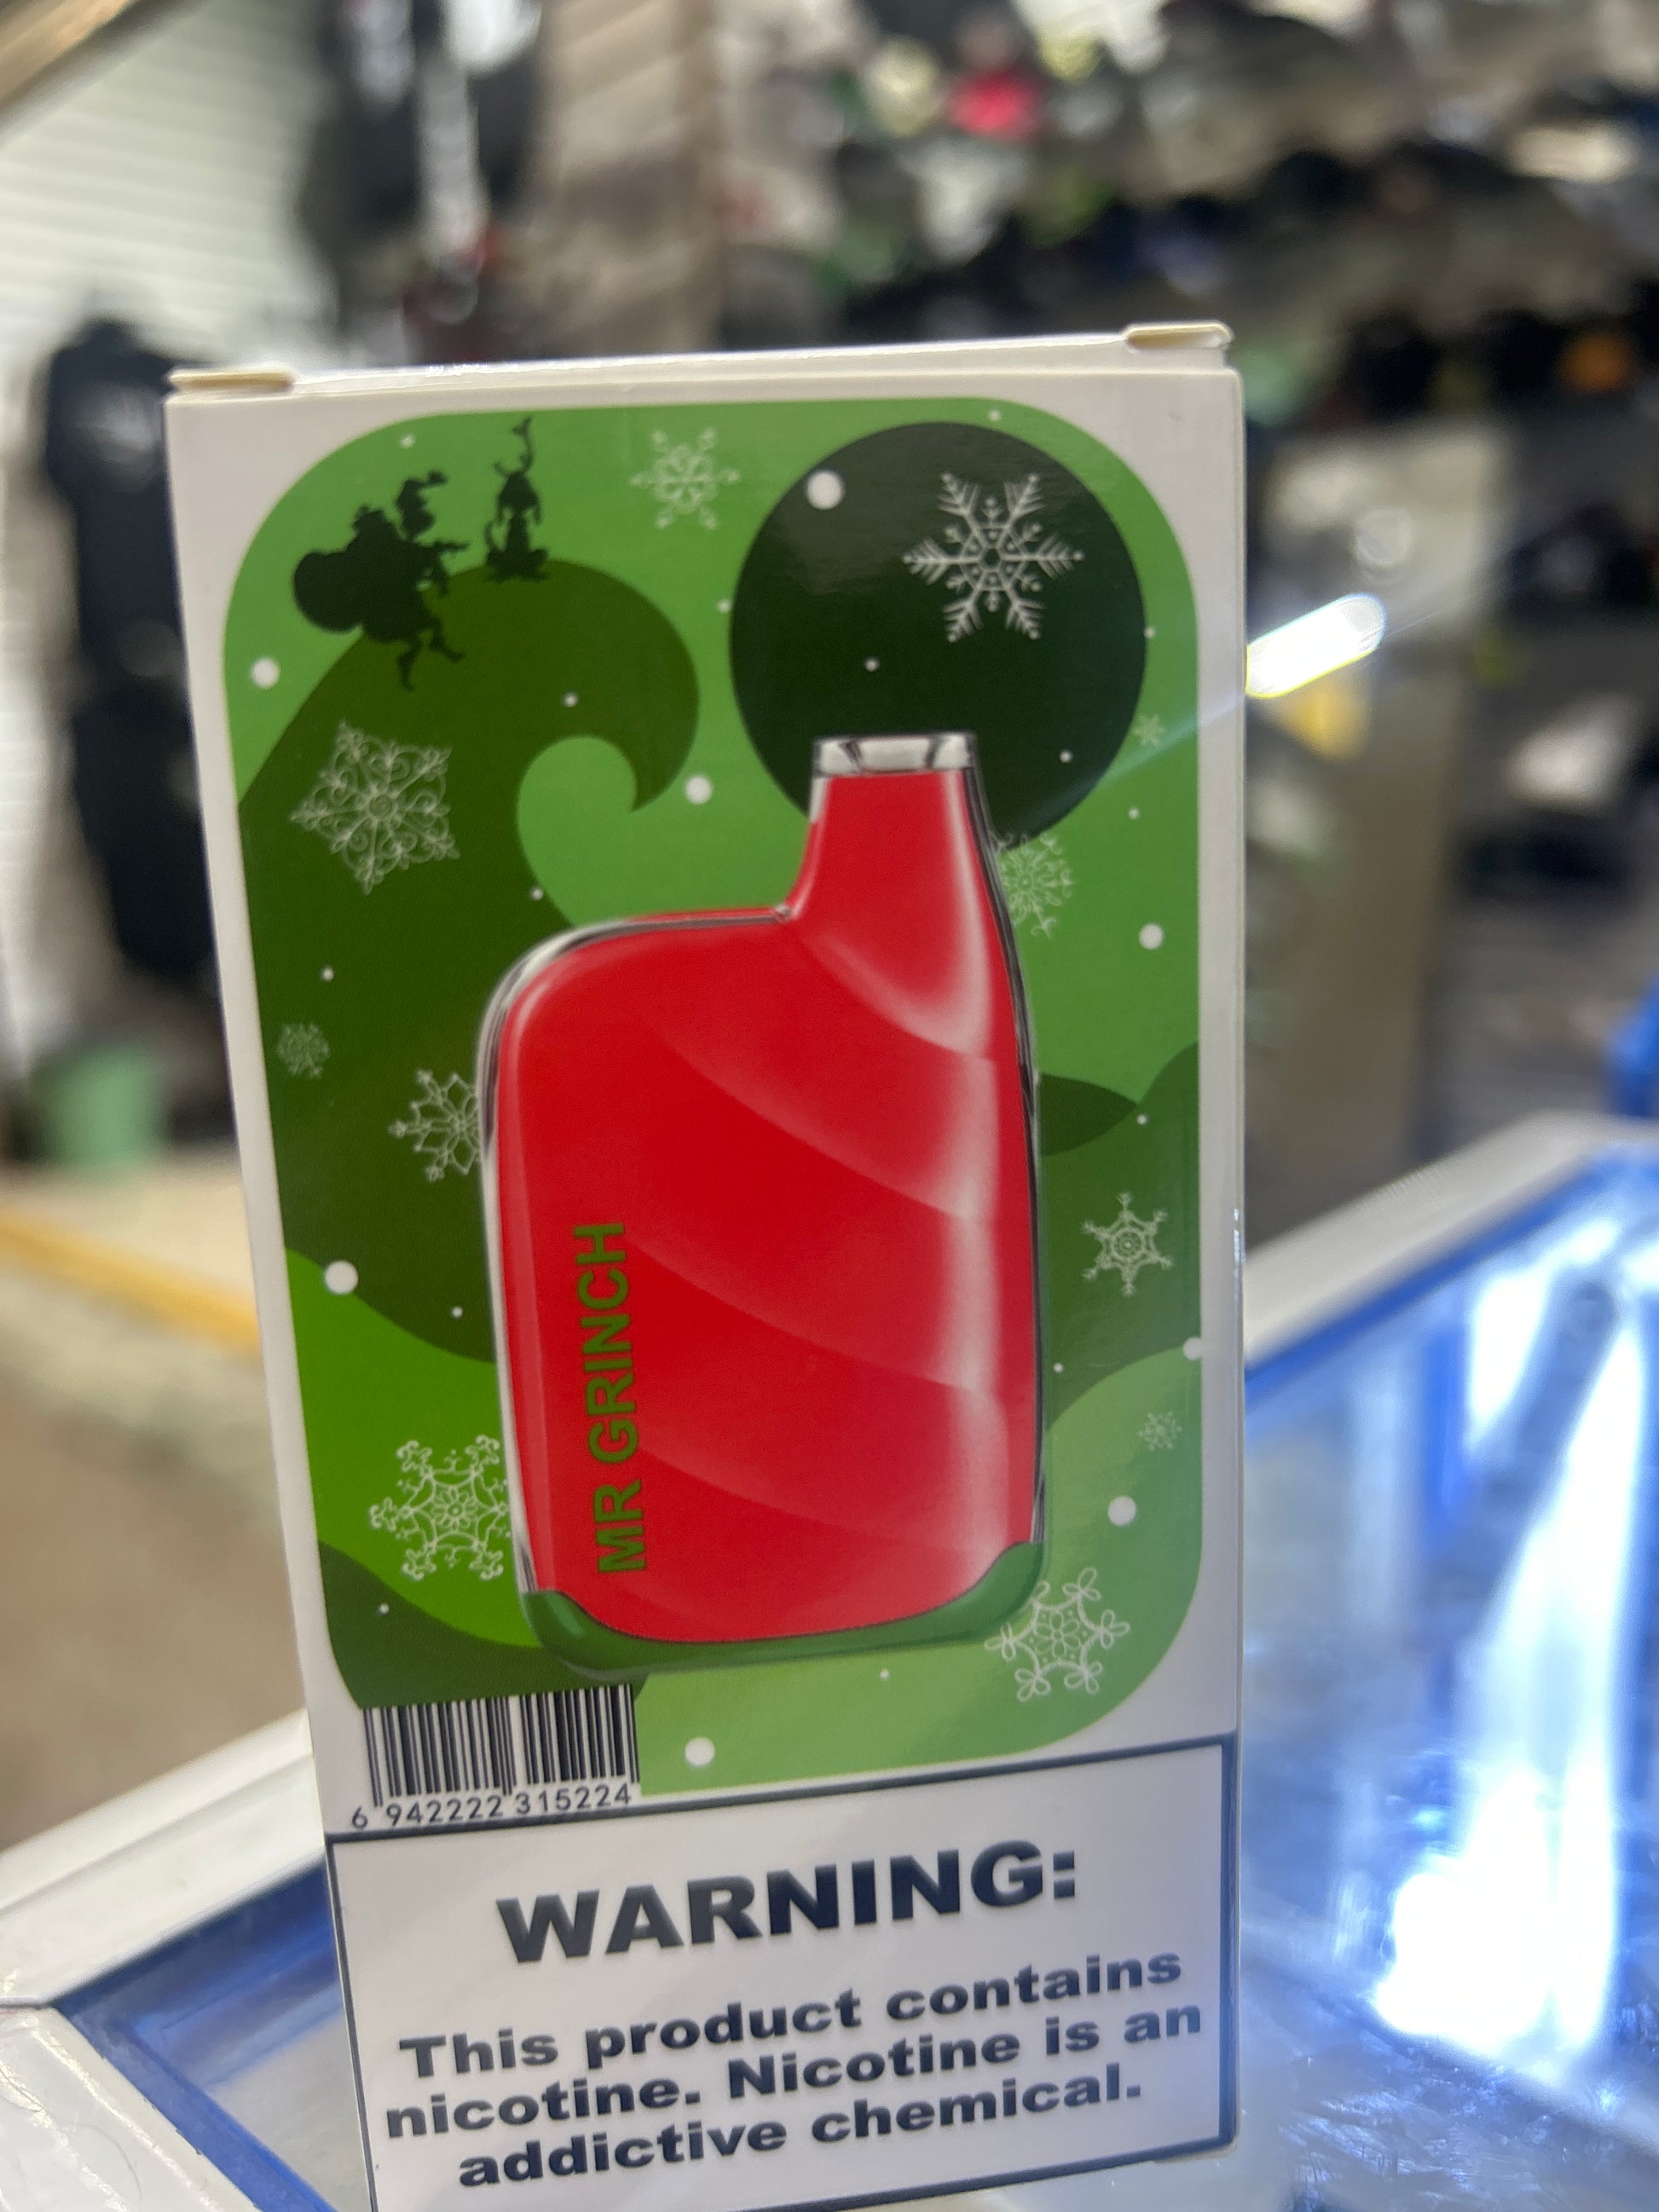 MR GRINCH
6 942222 315224
WARNING:
This product contains
nicotine. Nicotine is an
addictive chemical.